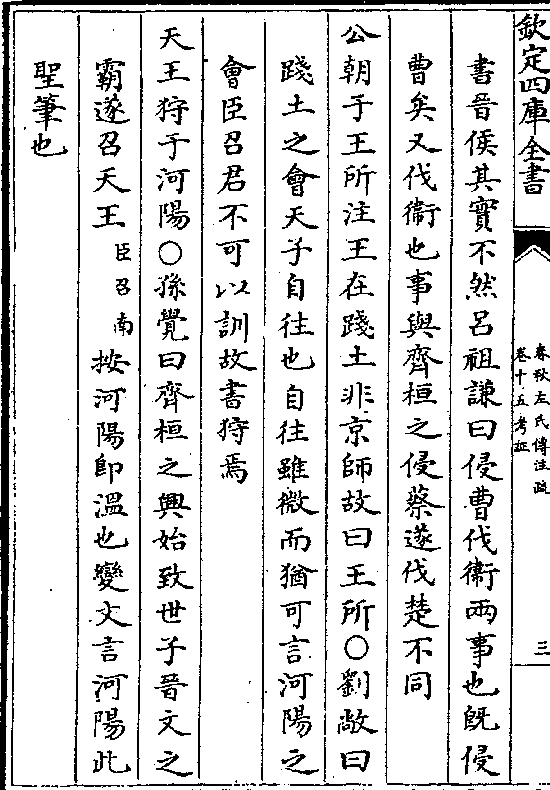 欽定四庫全書
春秋左氏傳注疏
卷十五考証
三
書晉侯其實不然呂祖謙曰侵曹伐衛兩事也既侵
曹矣又伐衞也事與齊桓之侵蔡遂伐楚不同
公朝于王所注王在踐土非京師故曰王所○劉敞曰
踐土之會天子自往也自往雖微而猶可言河陽之
會臣召君不可以訓故書狩焉
天王狩于河陽○孫覺曰齊桓之興始致世子晉文之
霸遂召天王臣召南按河陽即溫也變文言河陽此
聖筆也